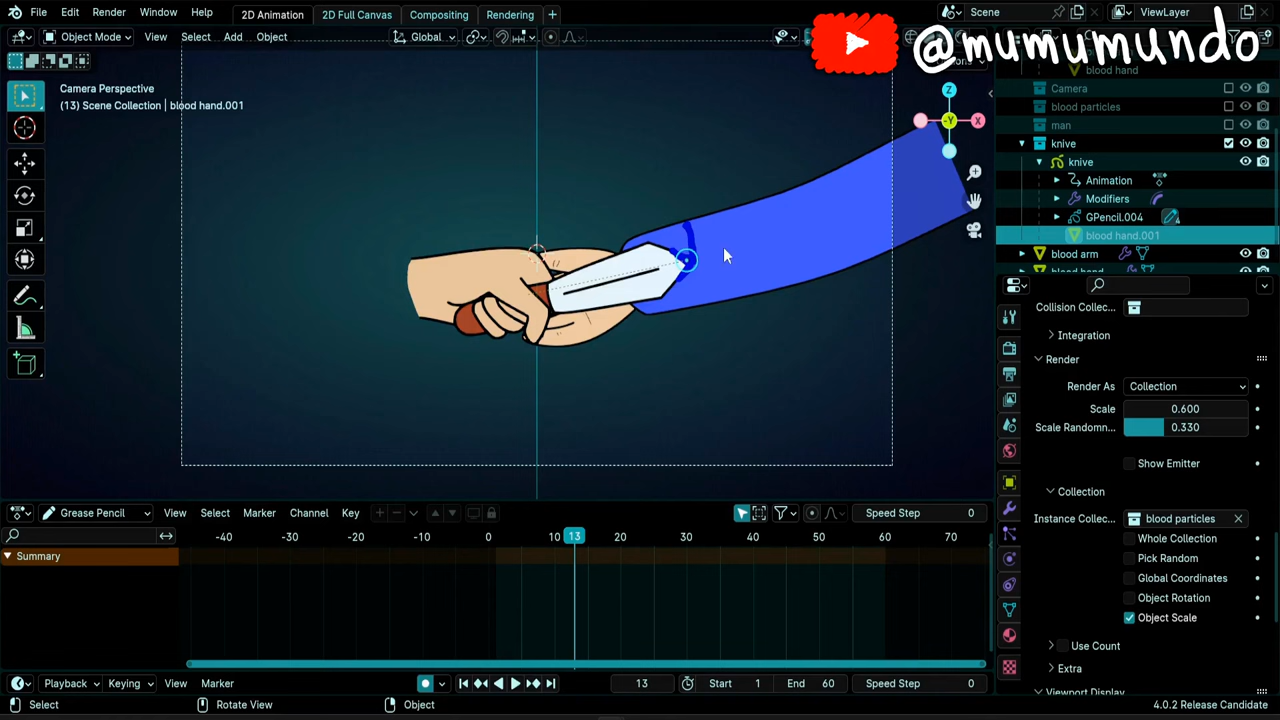 File Edit Render Window Help 2D Animation 2D Full Canvas Compositing Rendering + Scene ViewLayer
@mumumundo
Object Mode View Select Add Object Global
Camera Perspective
(13) Scene Collection | blood hand.001
Z
-Y
X
blood hand
Camera
blood particles
man
knive
knive
Animation
Modifiers
GPencil.004
4
blood hand.001
blood arm
Collision Collec...
Integration
Render
Render As Collection
Scale 0.600
Scale Randomn... 0.330
Show Emitter
Collection
Instance Collec... blood particles
Whole Collection
Pick Random
Global Coordinates
Object Rotation
Object Scale
Use Count
Extra
Viewport Display
Grease Pencil View Select Marker Channel Key Speed Step 0
-40 -30 -20 -10 0 10 13 20 30 40 50 60 70
Summary
Playback Keying View Marker 13 Start 1 End 60 Speed Step 0
Select Rotate View Object 4.0.2 Release Candidate